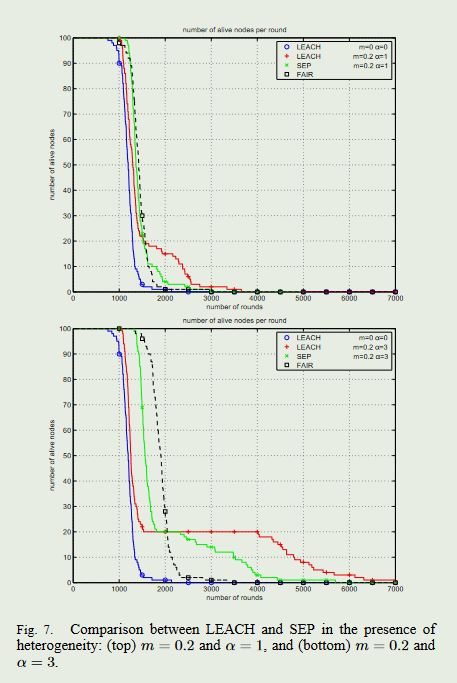 number of alive nodes per round
100
90
80
70
60
50
40
30
20
10
0
number of alive nodes
LEACH m=0 α=0
LEACH m=0.2 α=1
SEP m=0.2 α=1
FAIR
0 1000 2000 3000 4000 5000 6000 7000
number of rounds
number of alive nodes per round
100
90
80
70
60
50
40
30
20
10
0
number of alive nodes
LEACH m=0 α=0
LEACH m=0.2 α=3
SEP m=0.2 α=3
FAIR
0 1000 2000 3000 4000 5000 6000 7000
number of rounds
Fig. 7. Comparison between LEACH and SEP in the presence of
heterogeneity: (top) m = 0.2 and α = 1, and (bottom) m = 0.2 and
α = 3.